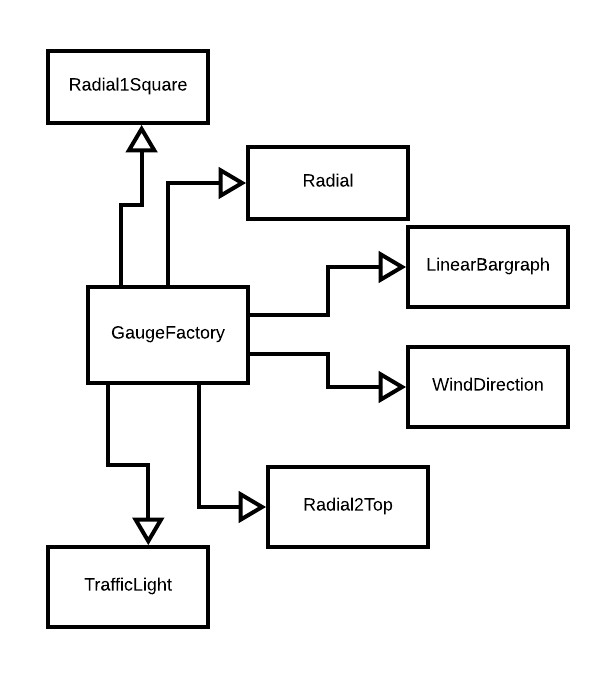 Radial1Square
Radial
LinearBargraph
GaugeFactory
WindDirection
Radial2Top
TrafficLight